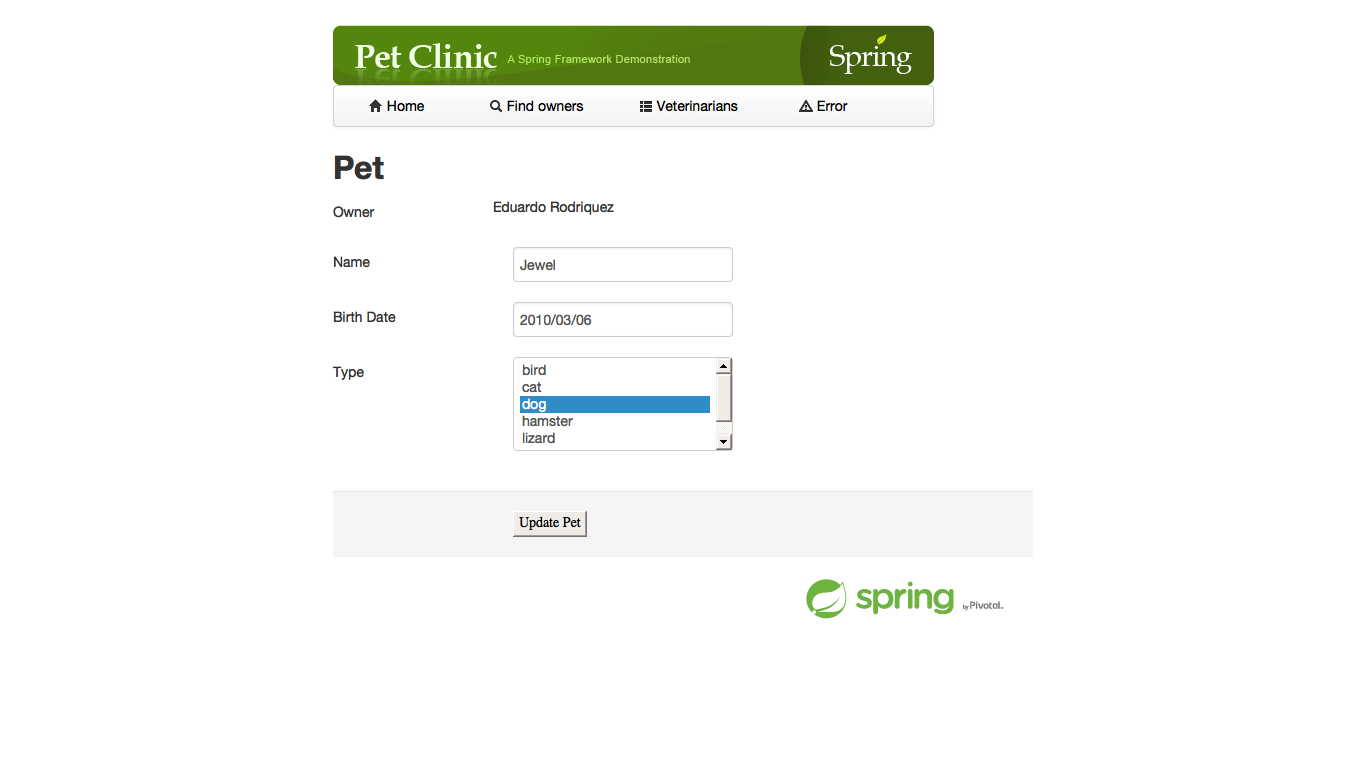 Pet Clinic A Spring Framework Demonstration Spring
Home Find owners Veterinarians Error
Pet
Owner Eduardo Rodriquez
Name Jewel
Birth Date 2010/03/06
Type bird
cat
dog
hamster
lizard
Update Pet
spring by Pivotal.